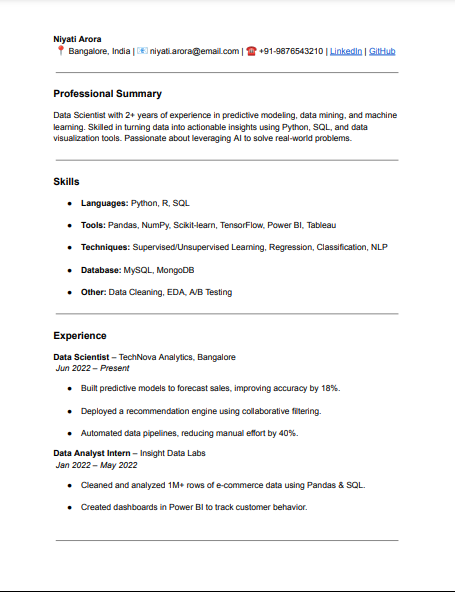 Niyati Arora
📍 Bangalore, India | 📧 niyati.arora@email.com | ☎️ +91-9876543210 | LinkedIn | GitHub
Professional Summary
Data Scientist with 2+ years of experience in predictive modeling, data mining, and machine
learning. Skilled in turning data into actionable insights using Python, SQL, and data
visualization tools. Passionate about leveraging AI to solve real-world problems.
Skills
● Languages: Python, R, SQL
● Tools: Pandas, NumPy, Scikit-learn, TensorFlow, Power BI, Tableau
● Techniques: Supervised/Unsupervised Learning, Regression, Classification, NLP
● Database: MySQL, MongoDB
● Other: Data Cleaning, EDA, A/B Testing
Experience
Data Scientist – TechNova Analytics, Bangalore
Jun 2022 – Present
● Built predictive models to forecast sales, improving accuracy by 18%.
● Deployed a recommendation engine using collaborative filtering.
● Automated data pipelines, reducing manual effort by 40%.
Data Analyst Intern – Insight Data Labs
Jan 2022 – May 2022
● Cleaned and analyzed 1M+ rows of e-commerce data using Pandas & SQL.
● Created dashboards in Power BI to track customer behavior.